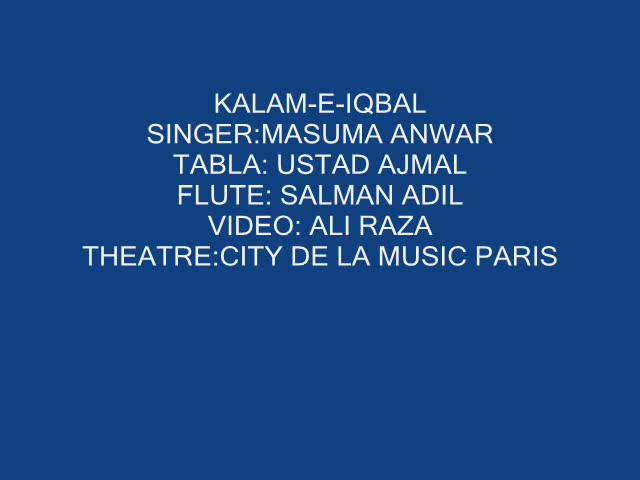 KALAM-E-IQBAL
SINGER:MASUMA ANWAR
TABLA: USTAD AJMAL
FLUTE: SALMAN ADIL
VIDEO: ALI RAZA
THEATRE:CITY DE LA MUSIC PARIS